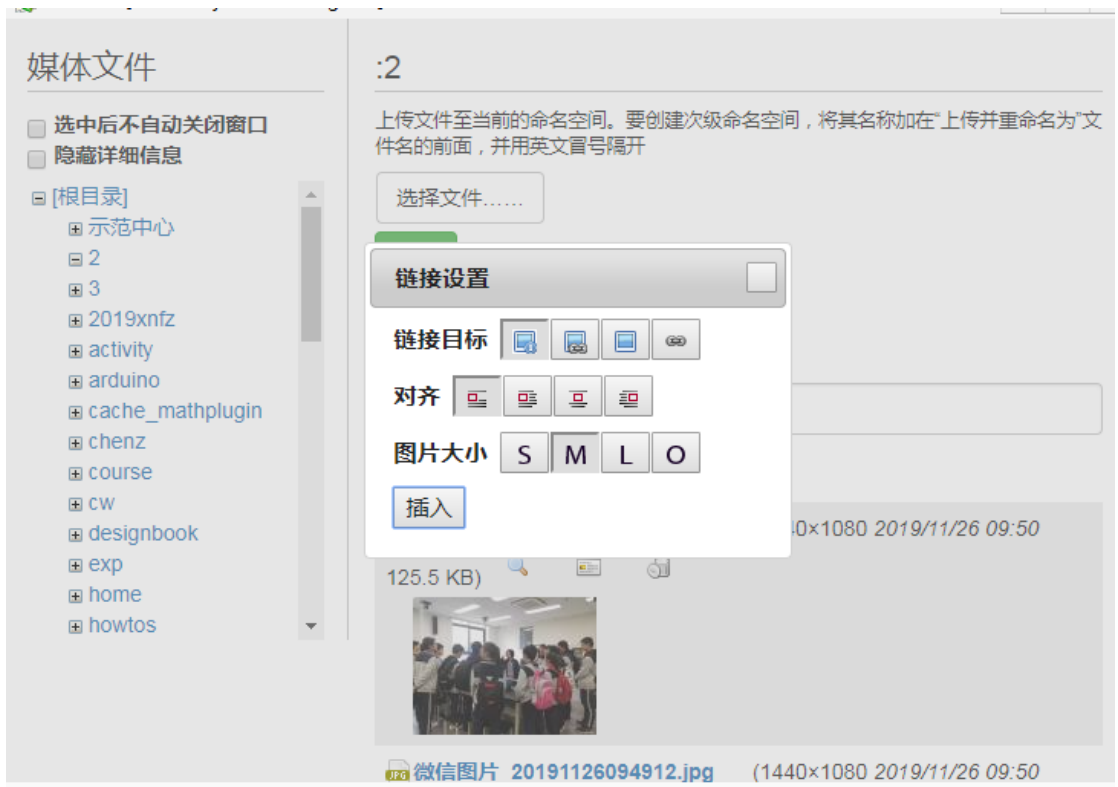 媒体文件
选中后不自动关闭窗口
隐藏详细信息
[根目录]
示范中心
2
3
2019xnfz
activity
arduino
cache_mathplugin
chenz
course
cw
designbook
exp
home
howtos
:2
上传文件至当前的命名空间。要创建次级命名空间，将其名称加在“上传并重命名为”文
件名的前面，并用英文冒号隔开
选择文件……
链接设置
链接目标
对齐
图片大小 S M L O
插入
40×1080 2019/11/26 09:50
125.5 KB)
JPG 微信图片_20191126094912.jpg (1440×1080 2019/11/26 09:50